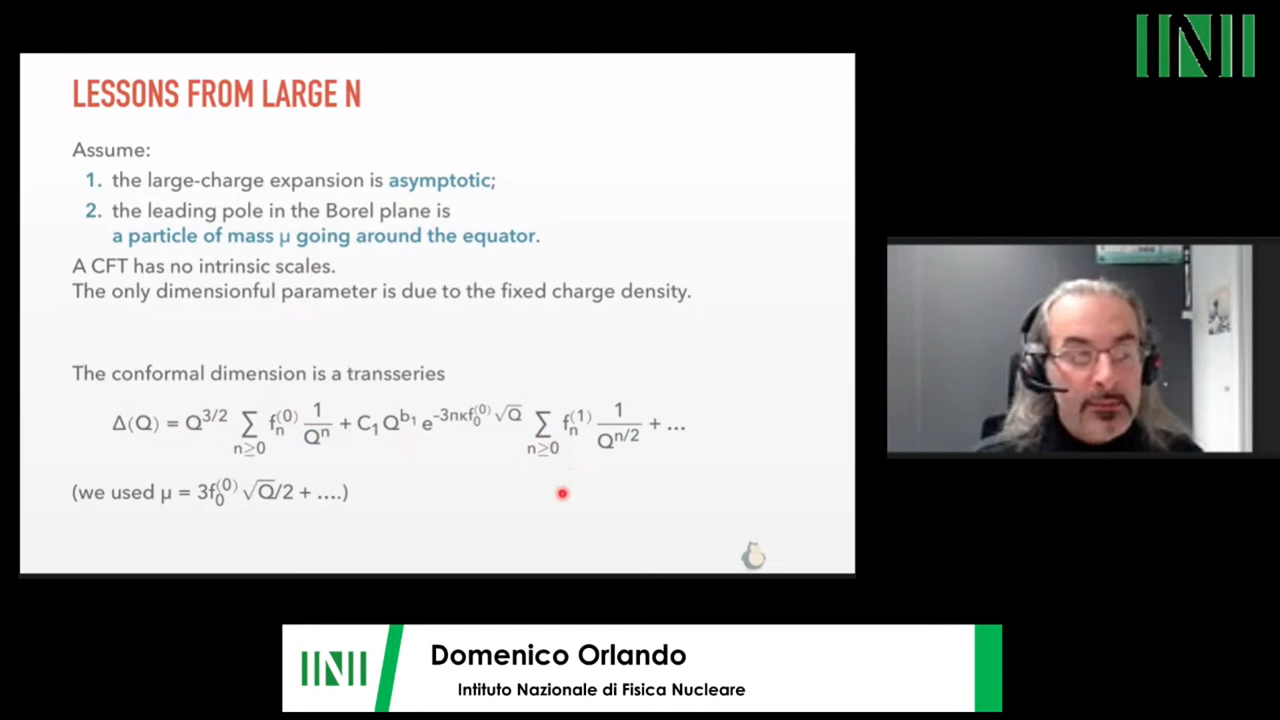 LESSONS FROM LARGE N
Assume:
1. the large-charge expansion is asymptotic;
2. the leading pole in the Borel plane is
a particle of mass μ going around the equator.
A CFT has no intrinsic scales.
The only dimensionful parameter is due to the fixed charge density.
The conformal dimension is a transseries
Δ(Q) = Q^{3/2} ∑_{n≥0} f_n^{(0)} 1/Q^n + C_1 Q^{b_1} e^{-3πκf_0^{(0)} √Q} ∑_{n≥0} f_n^{(1)} 1/Q^{n/2} + ...
(we used μ = 3f_0^{(0)} √Q/2 + ....)
INI
INI
Domenico Orlando
Intituto Nazionale di Fisica Nucleare